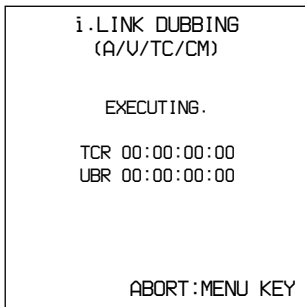 i.LINK DUBBING
(A/V/TC/CM)
EXECUTING.
TCR 00:00:00:00
UBR 00:00:00:00
ABORT:MENU KEY